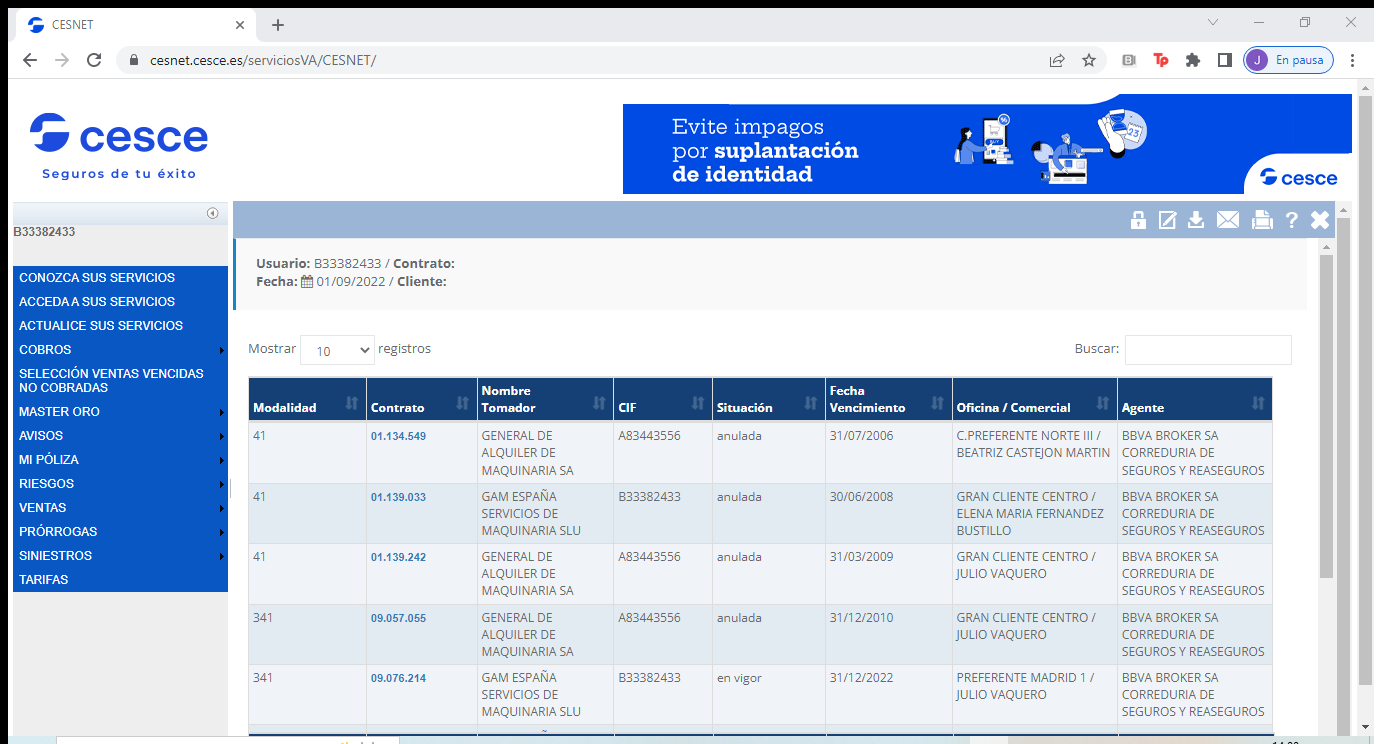 CESNET
cesnet.cesce.es/serviciosVA/CESNET/
Tp
J
En pausa
cesce
Seguros de tu éxito
Evite impagos
por suplantación
de identidad
23
cesce
B33382433
Usuario: B33382433 / Contrato:
Fecha: 01/09/2022 / Cliente:
CONOZCA SUS SERVICIOS
ACCEDA A SUS SERVICIOS
ACTUALICE SUS SERVICIOS
COBROS
SELECCIÓN VENTAS VENCIDAS
NO COBRADAS
MASTER ORO
AVISOS
MI PÓLIZA
RIESGOS
VENTAS
PRÓRROGAS
SINIESTROS
TARIFAS
Mostrar 10 registros
Buscar:
Modalidad Contrato Nombre Tomador CIF Situación Fecha Vencimiento Oficina / Comercial Agente
41 01.134.549 GENERAL DE ALQUILER DE MAQUINARIA SA A83443556 anulada 31/07/2006 C.PREFERENTE NORTE III / BEATRIZ CASTEJON MARTIN BBVA BROKER SA CORREDURIA DE SEGUROS Y REASEGUROS
41 01.139.033 GAM ESPAÑA SERVICIOS DE MAQUINARIA SLU B33382433 anulada 30/06/2008 GRAN CLIENTE CENTRO / ELENA MARIA FERNANDEZ BUSTILLO BBVA BROKER SA CORREDURIA DE SEGUROS Y REASEGUROS
41 01.139.242 GENERAL DE ALQUILER DE MAQUINARIA SA A83443556 anulada 31/03/2009 GRAN CLIENTE CENTRO / JULIO VAQUERO BBVA BROKER SA CORREDURIA DE SEGUROS Y REASEGUROS
341 09.057.055 GENERAL DE ALQUILER DE MAQUINARIA SA A83443556 anulada 31/12/2010 GRAN CLIENTE CENTRO / JULIO VAQUERO BBVA BROKER SA CORREDURIA DE SEGUROS Y REASEGUROS
341 09.076.214 GAM ESPAÑA SERVICIOS DE MAQUINARIA SLU B33382433 en vigor 31/12/2022 PREFERENTE MADRID 1 / JULIO VAQUERO BBVA BROKER SA CORREDURIA DE SEGUROS Y REASEGUROS